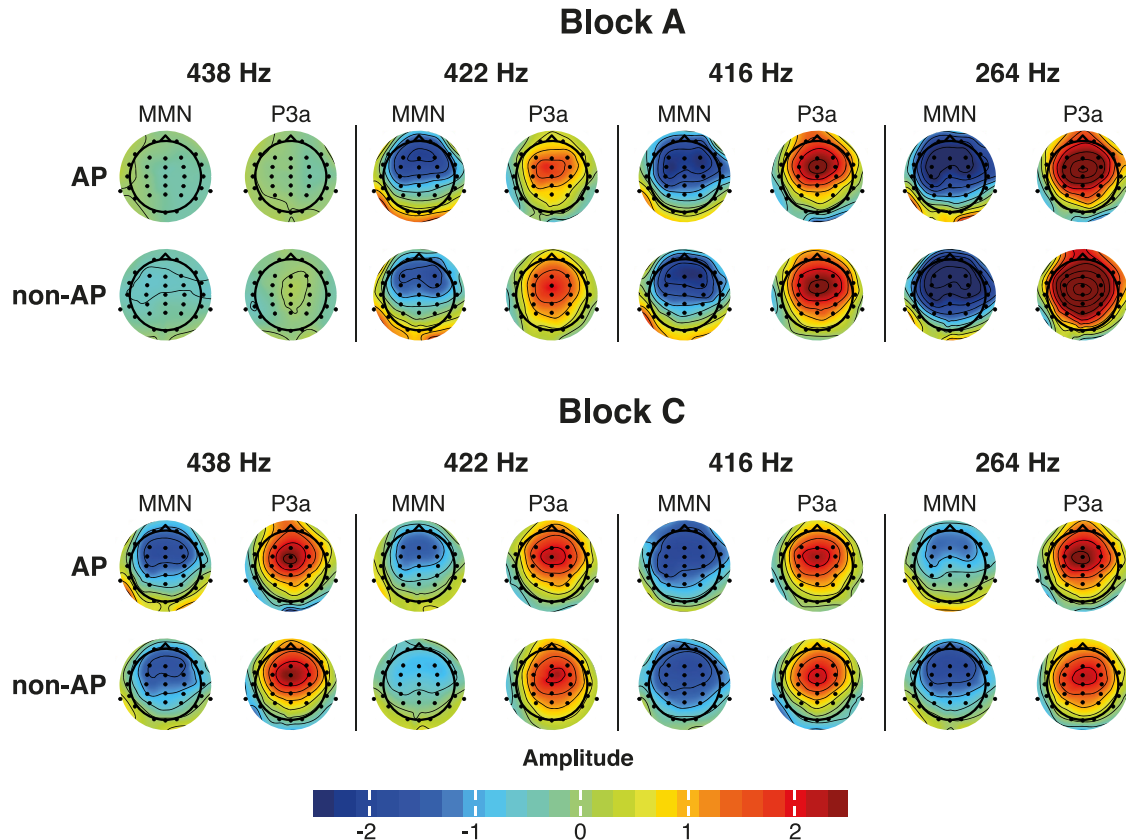 Block A
438 Hz 422 Hz 416 Hz 264 Hz
MMN P3a MMN P3a MMN P3a MMN P3a
AP
non-AP
Block C
438 Hz 422 Hz 416 Hz 264 Hz
MMN P3a MMN P3a MMN P3a MMN P3a
AP
non-AP
Amplitude
-2 -1 0 1 2